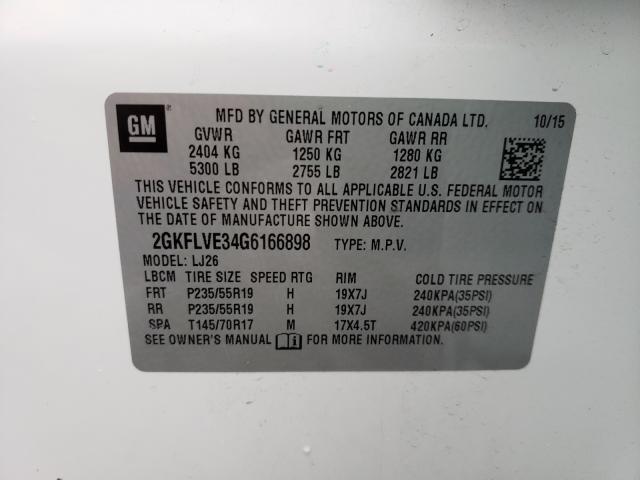 GM ®
MFD BY GENERAL MOTORS OF CANADA LTD. 10/15
GVWR GAWR FRT GAWR RR
2404 KG 1250 KG 1280 KG
5300 LB 2755 LB 2821 LB
THIS VEHICLE CONFORMS TO ALL APPLICABLE U.S. FEDERAL MOTOR
VEHICLE SAFETY AND THEFT PREVENTION STANDARDS IN EFFECT ON
THE DATE OF MANUFACTURE SHOWN ABOVE.
2GKFLVE34G6166898 TYPE: M.P.V.
MODEL: LJ26
LBCM TIRE SIZE SPEED RTG RIM COLD TIRE PRESSURE
FRT P235/55R19 H 19X7J 240KPA(35PSI)
RR P235/55R19 H 19X7J 240KPA(35PSI)
SPA T145/70R17 M 17X4.5T 420KPA(60PSI)
SEE OWNER'S MANUAL i FOR MORE INFORMATION.